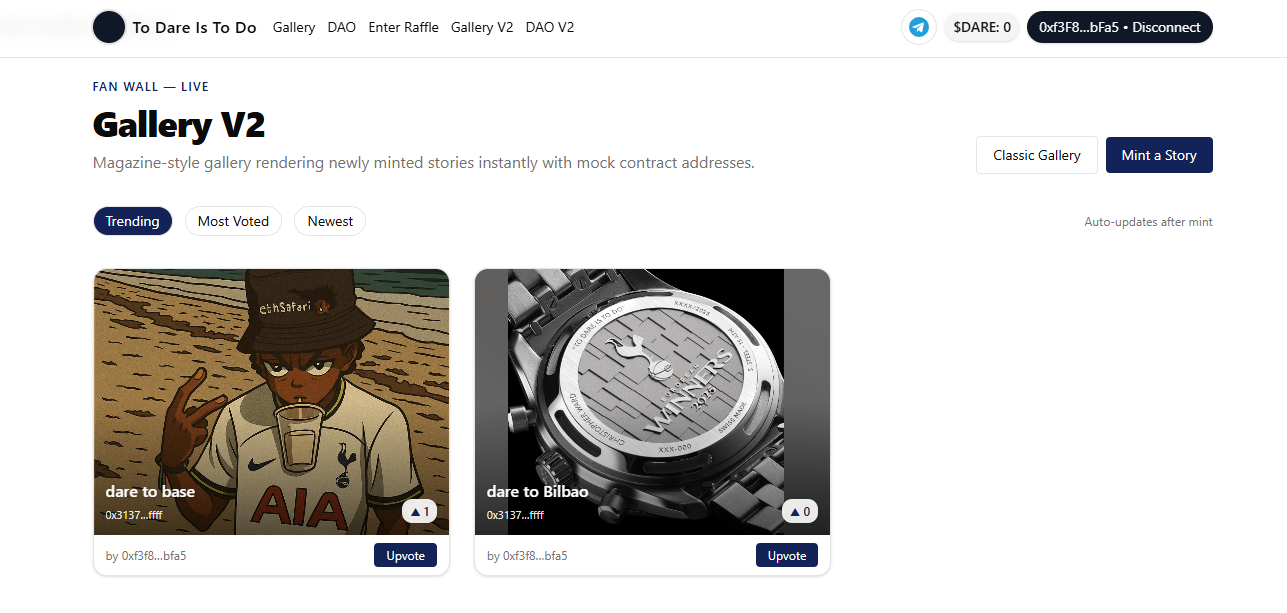 To Dare Is To Do Gallery DAO Enter Raffle Gallery V2 DAO V2 $DARE: 0 0xf3F8...bFa5 • Disconnect
FAN WALL — LIVE
Gallery V2
Magazine-style gallery rendering newly minted stories instantly with mock contract addresses.
Classic Gallery Mint a Story
Trending Most Voted Newest Auto-updates after mint
ethSafari
AIA
dare to base
0x3137...ffff
▲ 1
by 0xf3f8...bfa5 Upvote
"TO DARE IS TO DO"
XXXX/2025
WINNERS
2025
CHRISTOPHER WARD
XXX-000
SWISS MADE
dare to Bilbao
0x3137...ffff
▲ 0
by 0xf3f8...bfa5 Upvote